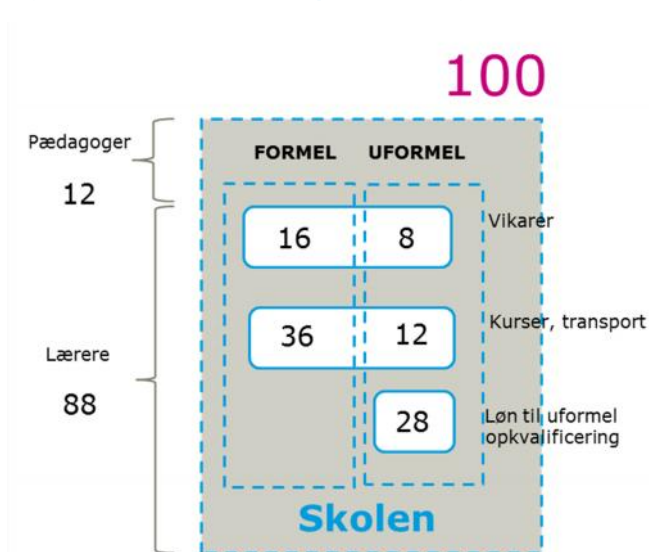 100
Pædagoger
12
FORMEL UFORMEL
16 8 Vikarer
36 12 Kurser, transport
Lærere
88
28 Løn til uformel
opkvalificering
Skolen